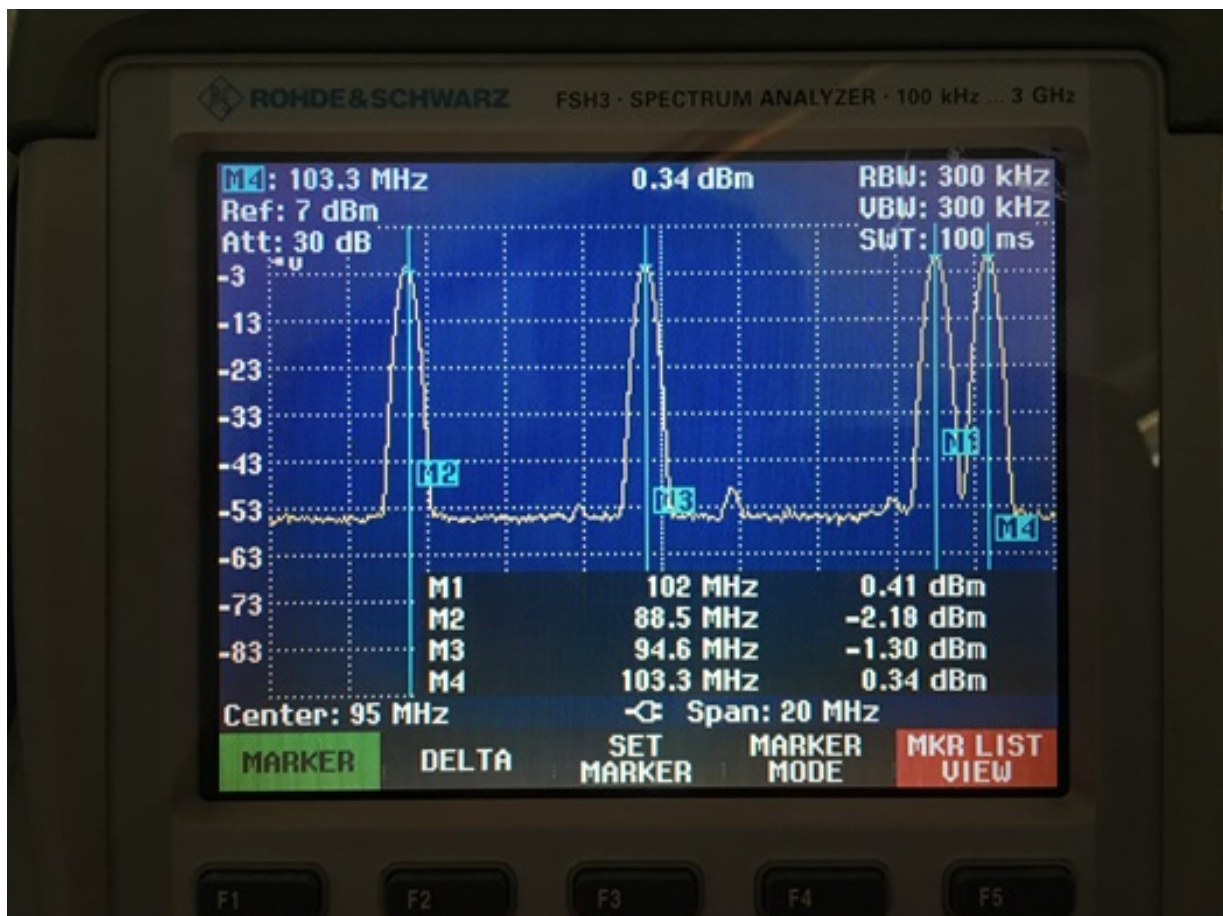 ROHDE&SCHWARZ FSH3 · SPECTRUM ANALYZER · 100 kHz ... 3 GHz
M4: 103.3 MHz 0.34 dBm RBW: 300 kHz
Ref: 7 dBm VBW: 300 kHz
Att: 30 dB SWT: 100 ms
-3
-13
-23
-33
M1
-43
M2
M3
-53
M4
-63
M1 102 MHz 0.41 dBm
-73
M2 88.5 MHz -2.18 dBm
-83
M3 94.6 MHz -1.30 dBm
M4 103.3 MHz 0.34 dBm
Center: 95 MHz Span: 20 MHz
MARKER DELTA SET MARKER MARKER MODE MKR LIST VIEW
F1 F2 F3 F4 F5